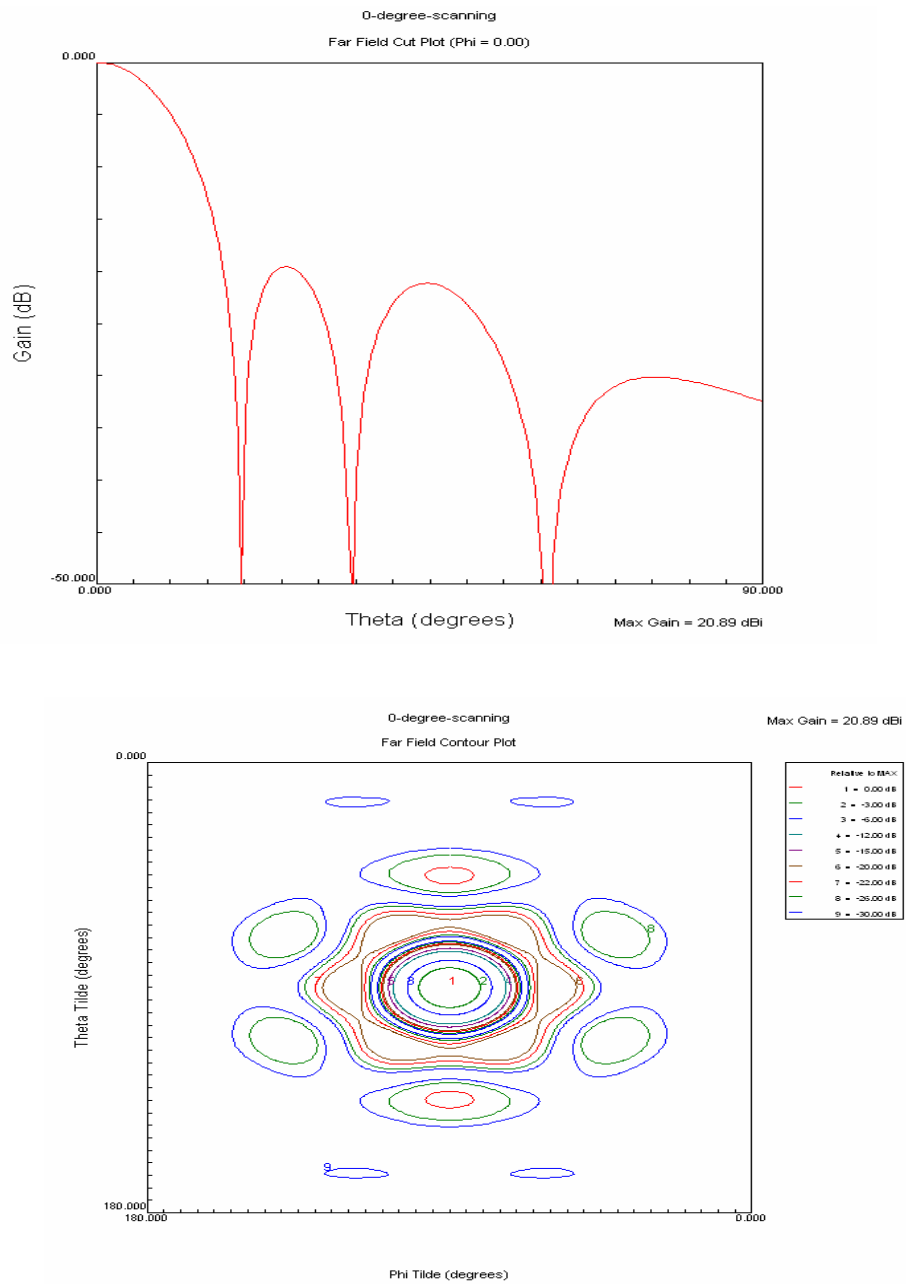 0-degree-scanning
Far Field Cut Plot (Phi = 0.00)
0.000
Gain (dB)
-50.000
0.000
90.000
Theta (degrees)
Max Gain = 20.89 dBi
0-degree-scanning
Max Gain = 20.89 dBi
Far Field Contour Plot
0.000
Relative to MAX
1 = 0.00 dB
2 = -3.00 dB
3 = -6.00 dB
4 = -12.00 dB
5 = -15.00 dB
6 = -20.00 dB
7 = -22.00 dB
8 = -26.00 dB
9 = -30.00 dB
8
Theta Tilde (degrees)
7
3
1
2
6
9
180.000
180.000
0.000
Phi Tilde (degrees)